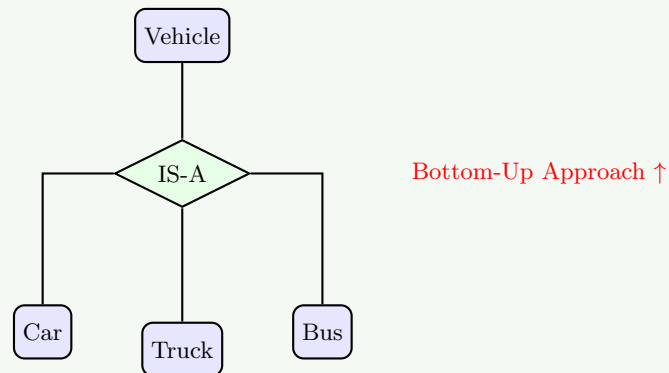 Vehicle
IS-A
Bottom-Up Approach ↑
Car
Truck
Bus